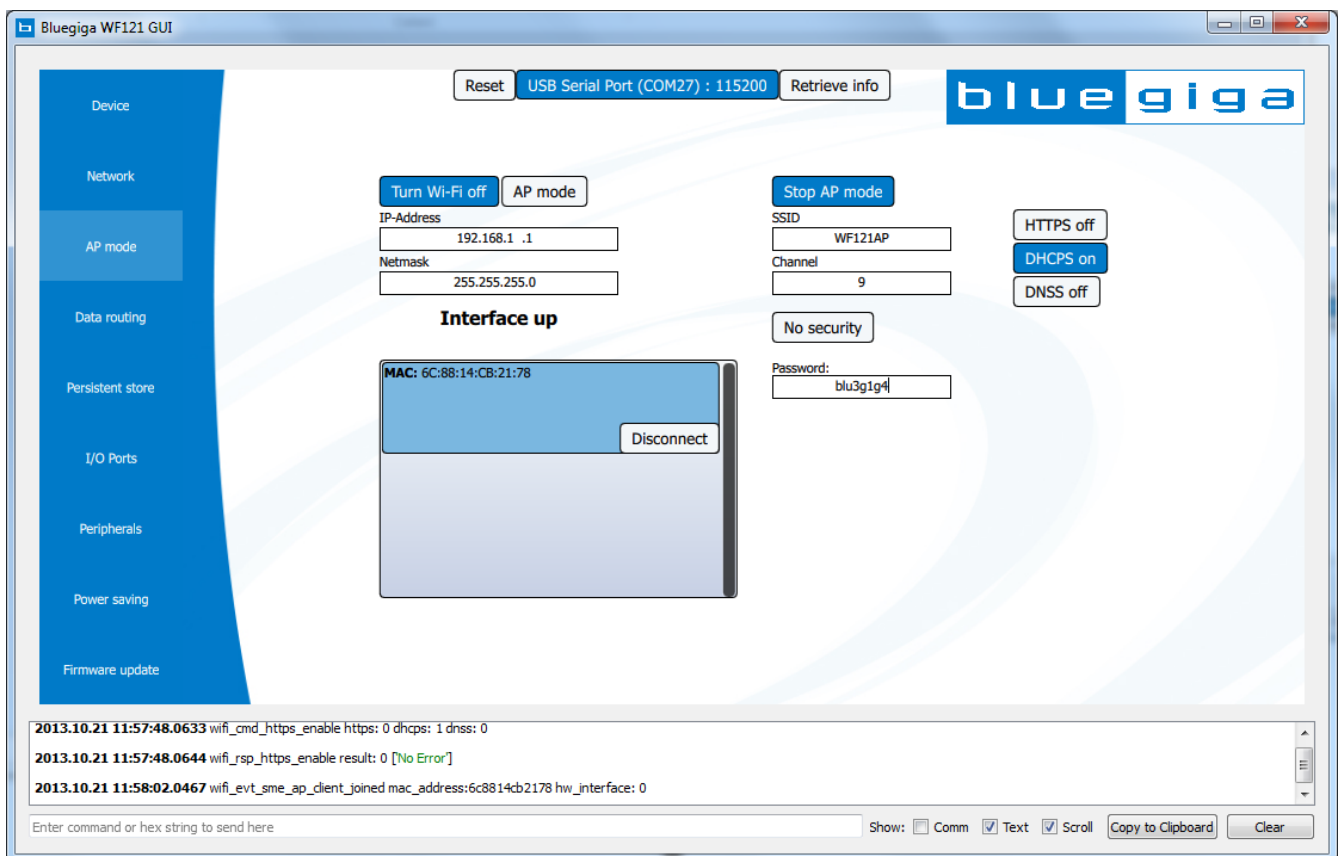 Bluegiga WF121 GUI
Reset USB Serial Port (COM27) : 115200 Retrieve info
bluegiga
Device
Network
AP mode
Data routing
Persistent store
I/O Ports
Peripherals
Power saving
Firmware update
Turn Wi-Fi off AP mode
IP-Address
192.168.1 .1
Netmask
255.255.255.0
Interface up
MAC: 6C:88:14:CB:21:78
Disconnect
Stop AP mode
SSID
WF121AP
Channel
9
No security
Password:
blu3g1g4
HTTPS off
DHCPS on
DNSS off
2013.10.21 11:57:48.0633 wifi_cmd_https_enable https: 0 dhcps: 1 dnss: 0
2013.10.21 11:57:48.0644 wifi_rsp_https_enable result: 0 ['No Error']
2013.10.21 11:58:02.0467 wifi_evt_sme_ap_client_joined mac_address:6c8814cb2178 hw_interface: 0
Enter command or hex string to send here Show: Comm Text Scroll Copy to Clipboard Clear